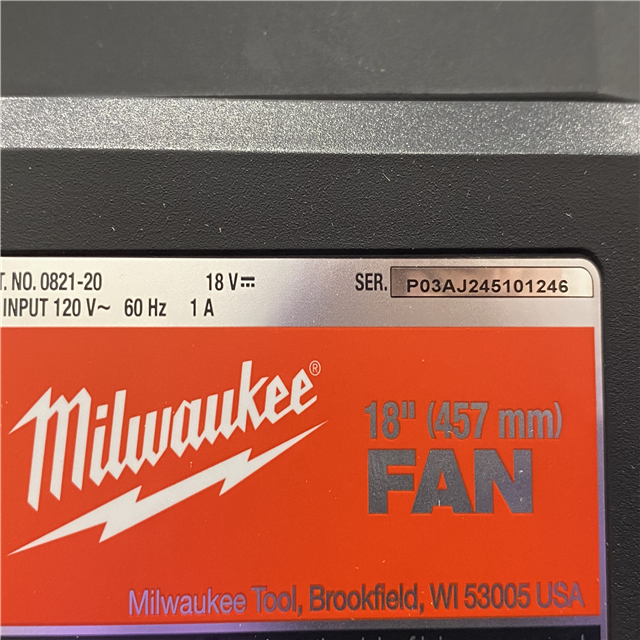 T. NO. 0821-20 18 V⎓ SER. P03AJ245101246
INPUT 120 V~ 60 Hz 1 A
Milwaukee®
18" (457 mm)
FAN
Milwaukee Tool, Brookfield, WI 53005 USA